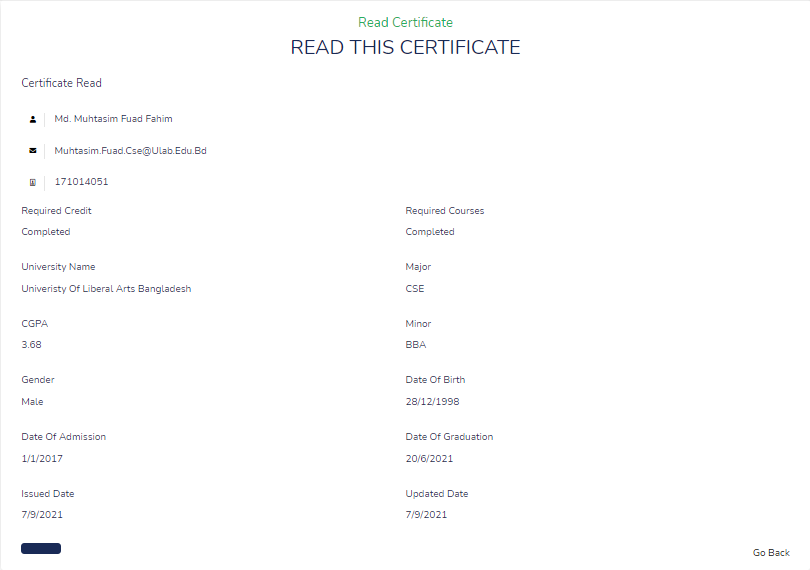 Read Certificate
READ THIS CERTIFICATE
Certificate Read
Md. Muhtasim Fuad Fahim
Muhtasim.Fuad.Cse@Ulab.Edu.Bd
171014051
Required Credit
Required Courses
Completed
Completed
University Name
Major
Univeristy Of Liberal Arts Bangladesh
CSE
CGPA
Minor
3.68
BBA
Gender
Date Of Birth
Male
28/12/1998
Date Of Admission
Date Of Graduation
1/1/2017
20/6/2021
Issued Date
Updated Date
7/9/2021
7/9/2021
Go Back